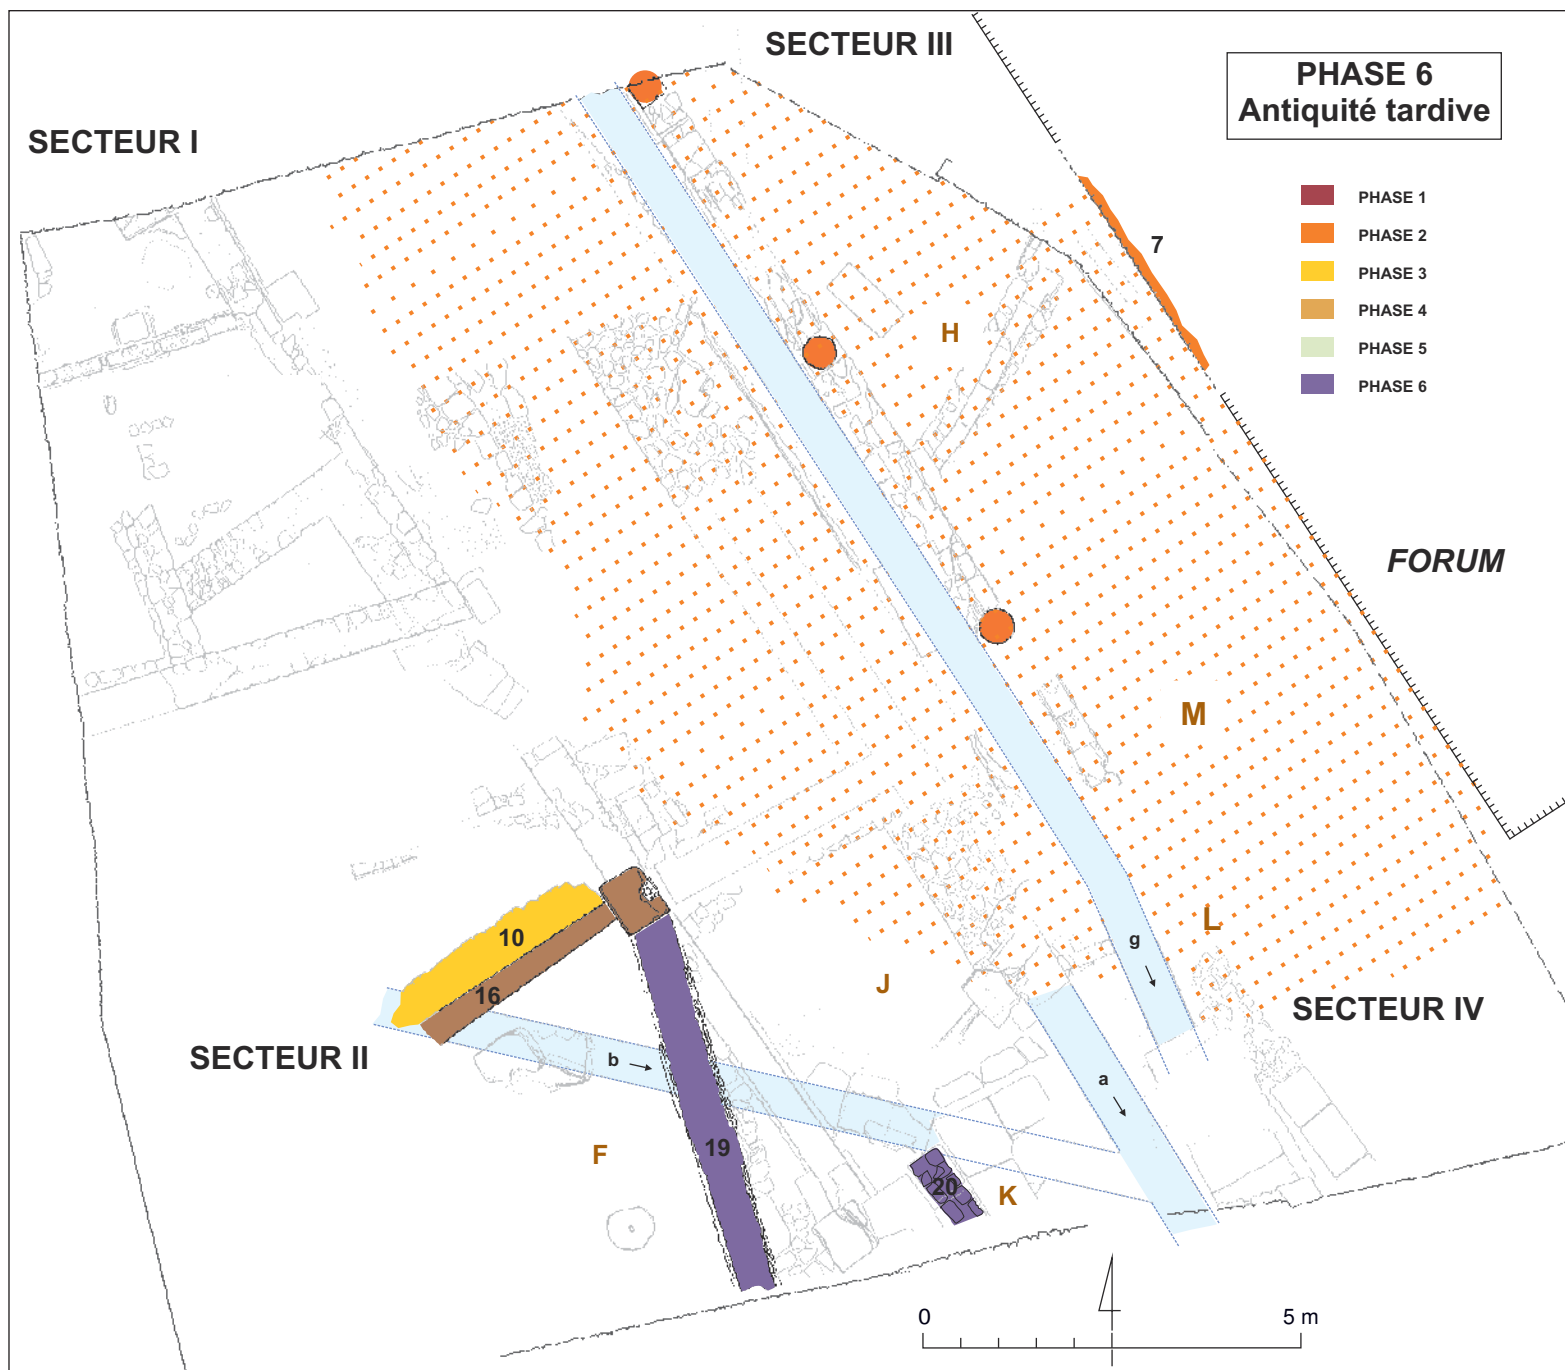 SECTEUR III
PHASE 6
Antiquité tardive
SECTEUR I
PHASE 1
PHASE 2
PHASE 3
PHASE 4
PHASE 5
PHASE 6
7
H
FORUM
M
L
10
g
16
J
SECTEUR IV
SECTEUR II
b
a
19
F
20
K
0
5 m